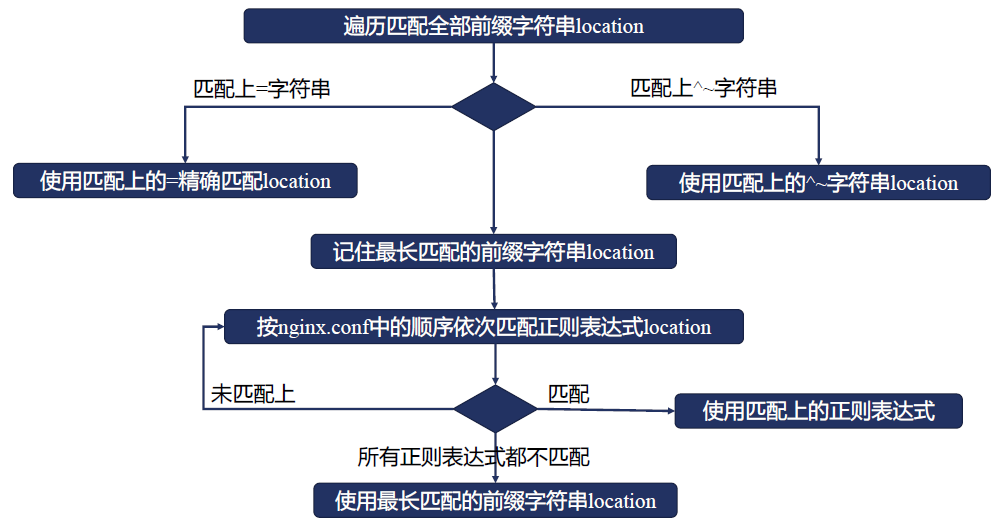 遍历匹配全部前缀字符串location
匹配上=字符串
匹配上^~字符串
使用匹配上的=精确匹配location
使用匹配上的^~字符串location
记住最长匹配的前缀字符串location
按nginx.conf中的顺序依次匹配正则表达式location
未匹配上
匹配
使用匹配上的正则表达式
所有正则表达式都不匹配
使用最长匹配的前缀字符串location